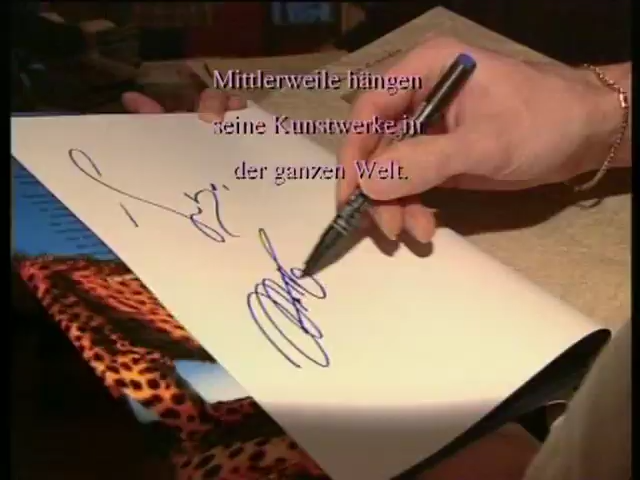 Mittlerweile hängen
seine Kunstwerke in
der ganzen Welt.